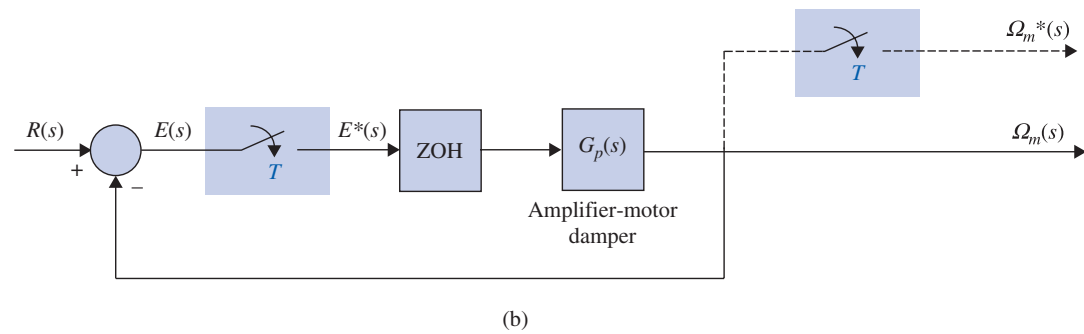 Ωm*(s)
T
R(s)
E(s)
E*(s)
ZOH
Gp(s)
Ωm(s)
+
T
−
Amplifier-motor
damper
(b)